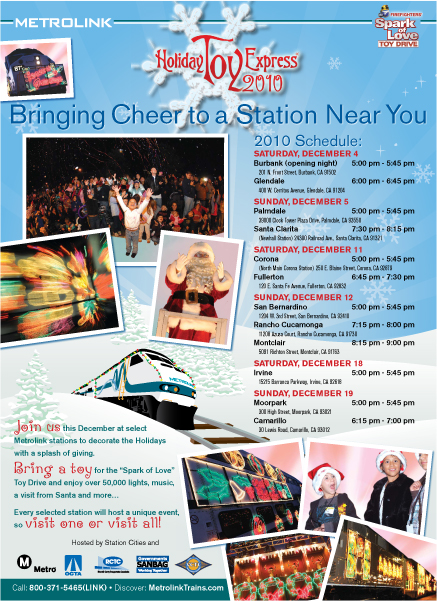 METROLINK
FIREFIGHTERS
Spark of Love
TOY DRIVE
Holiday Toy Express
2010
Bringing Cheer to a Station Near You
2010 Schedule:
SATURDAY, DECEMBER 4
Burbank (opening night) 5:00 pm - 5:45 pm
201 N. Front Street, Burbank, CA 91502
Glendale 6:00 pm - 6:45 pm
400 W. Cerritos Avenue, Glendale, CA 91204
SUNDAY, DECEMBER 5
Palmdale 5:00 pm - 5:45 pm
39000 Clock Tower Plaza Drive, Palmdale, CA 93550
Santa Clarita 7:30 pm - 8:15 pm
(Newhall Station) 24300 Railroad Ave., Santa Clarita, CA 91321
SATURDAY, DECEMBER 11
Corona 5:00 pm - 5:45 pm
(North Main Corona Station) 250 E. Blaine Street, Corona, CA 92879
Fullerton 6:45 pm - 7:30 pm
120 E. Santa Fe Avenue, Fullerton, CA 92832
SUNDAY, DECEMBER 12
San Bernardino 5:00 pm - 5:45 pm
1204 W. 3rd Street, San Bernardino, CA 92410
Rancho Cucamonga 7:15 pm - 8:00 pm
11208 Azusa Court, Rancho Cucamonga, CA 91730
Montclair 8:15 pm - 9:00 pm
5091 Richton Street, Montclair, CA 91763
SATURDAY, DECEMBER 18
Irvine 5:00 pm - 5:45 pm
15215 Barranca Parkway, Irvine, CA 92618
SUNDAY, DECEMBER 19
Moorpark 5:00 pm - 5:45 pm
300 High Street, Moorpark, CA 93021
Camarillo 6:15 pm - 7:00 pm
30 Lewis Road, Camarillo, CA 93012
METROLINK
Join us this December at select
Metrolink stations to decorate the Holidays
with a splash of giving.
Bring a toy for the "Spark of Love"
Toy Drive and enjoy over 50,000 lights, music,
a visit from Santa and more...
Every selected station will host a unique event,
so visit one or visit all!
Hosted by Station Cities and
M Metro
OCTA
RCTC
Governments
SANBAG
Working Together
Call: 800-371-5465(LINK) • Discover: MetrolinkTrains.com